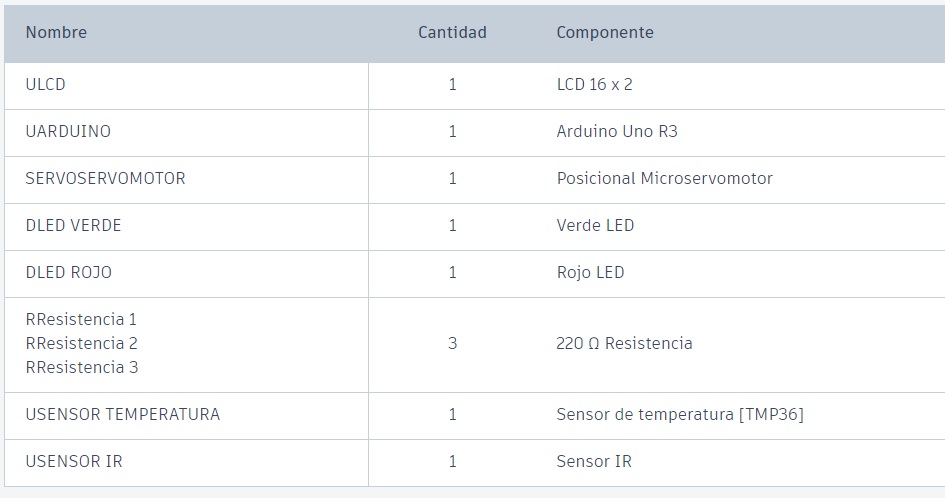 Nombre Cantidad Componente
ULCD 1 LCD 16 x 2
UARDUINO 1 Arduino Uno R3
SERVOSERVOMOTOR 1 Posicional Microservomotor
DLED VERDE 1 Verde LED
DLED ROJO 1 Rojo LED
RResistencia 1
RResistencia 2 3 220 Ω Resistencia
RResistencia 3
USENSOR TEMPERATURA 1 Sensor de temperatura [TMP36]
USENSOR IR 1 Sensor IR